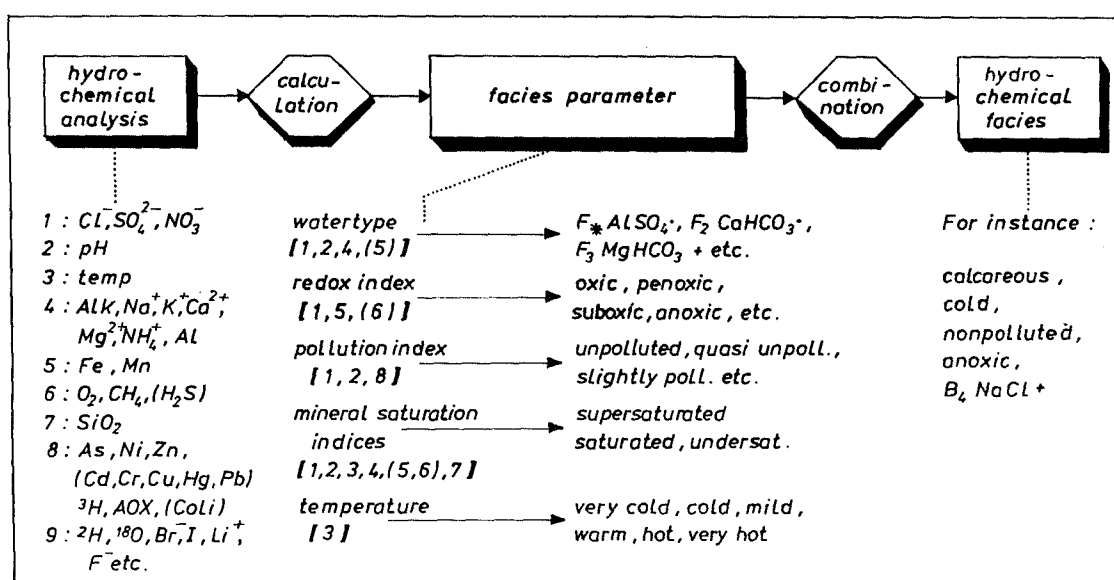 hydro-
chemical
analysis
calcu-
lation
facies parameter
combi-
nation
hydro
chemical
facies
1 : Cl⁻, SO₄²⁻, NO₃⁻
2 : pH
3 : temp
4 : Alk, Na⁺, K⁺, Ca²⁺,
Mg²⁺, NH₄⁺, Al
5 : Fe, Mn
6 : O₂, CH₄, (H₂S)
7 : SiO₂
8 : As, Ni, Zn,
(Cd, Cr, Cu, Hg, Pb)
³H, AOX, (Coli)
9 : ²H, ¹⁸O, Br⁻, I, Li⁺,
F⁻ etc.
watertype
[1,2,4,(5)]
redox index
[1,5,(6)]
pollution index
[1,2,8]
mineral saturation
indices
[1,2,3,4,(5,6),7]
temperature
[3]
F* AlSO₄·, F₂ CaHCO₃·,
F₃ MgHCO₃ + etc.
oxic, penoxic,
suboxic, anoxic, etc.
unpolluted, quasi unpoll.,
slightly poll. etc.
supersaturated
saturated, undersat.
very cold, cold, mild,
warm, hot, very hot
For instance :
calcareous,
cold,
nonpolluted,
anoxic,
B₄ NaCl +